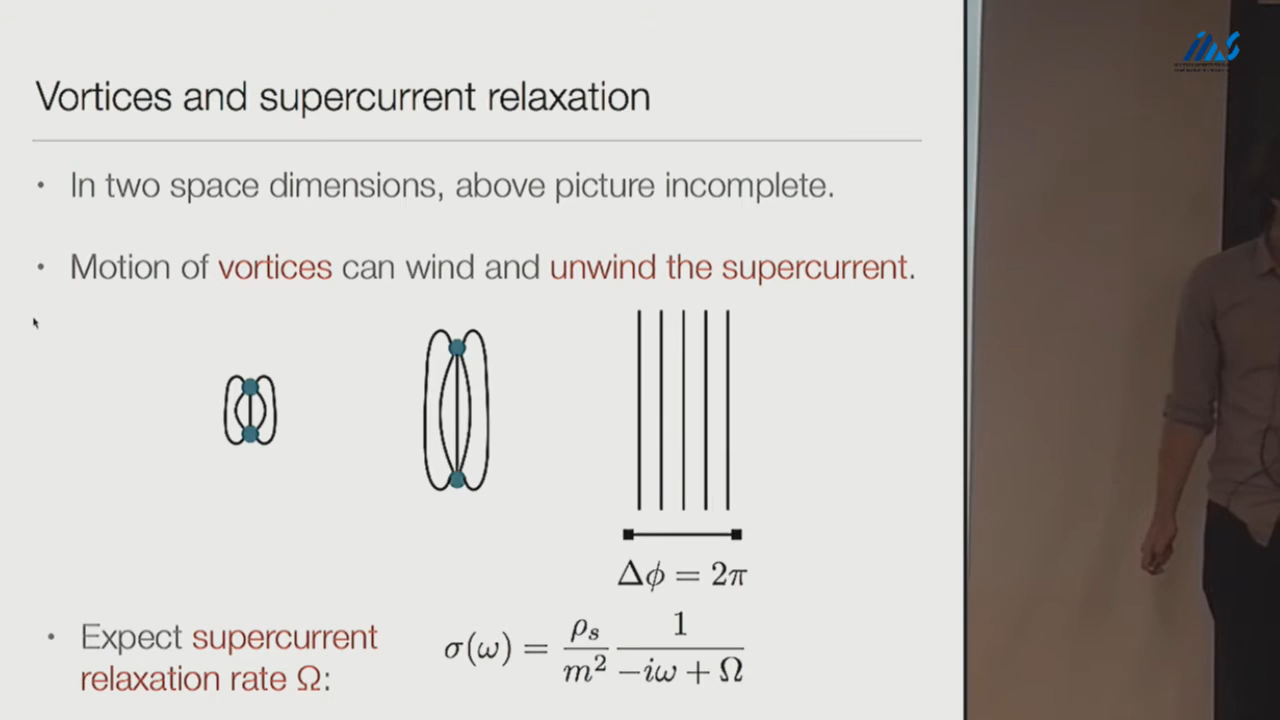 Vortices and supercurrent relaxation
• In two space dimensions, above picture incomplete.
• Motion of vortices can wind and unwind the supercurrent.
Δϕ = 2π
• Expect supercurrent relaxation rate Ω:
σ(ω) = ρₛ/m² 1/(−iω + Ω)